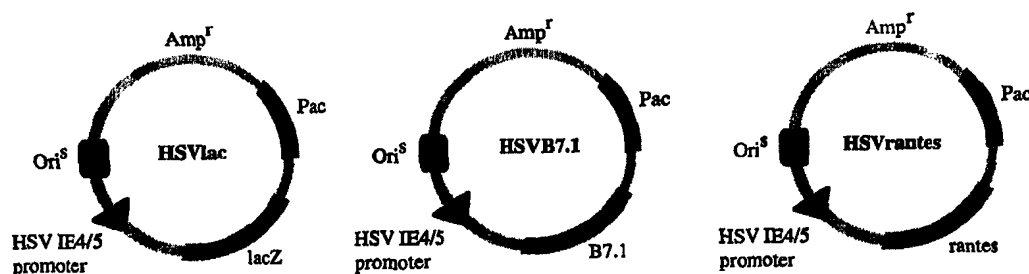 Amp^r
Pac
HSVlac
Ori^s
HSV IE4/5
promoter
lacZ
Amp^r
Pac
HSVB7.1
Ori^s
HSV IE4/5
promoter
B7.1
Amp^r
Pac
HSVrantes
Ori^s
HSV IE4/5
promoter
rantes